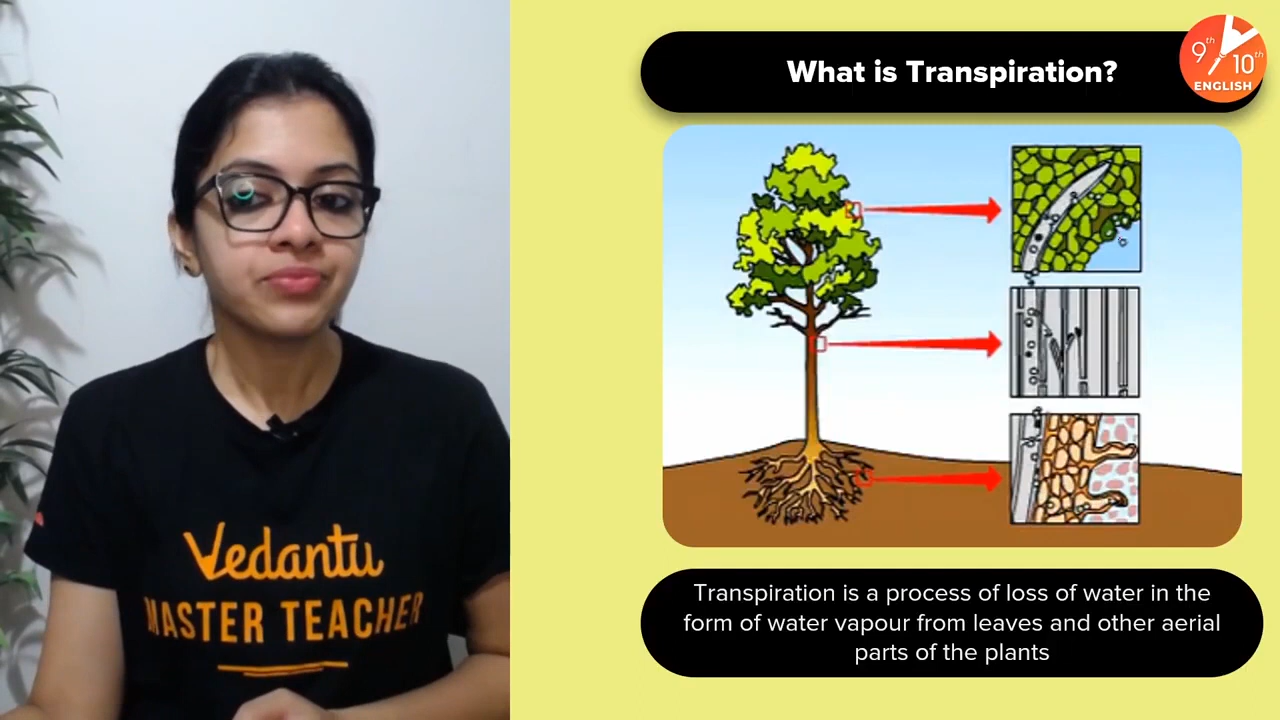 Vedantu
MASTER TEACHER
What is Transpiration?
9th 10th
ENGLISH
Transpiration is a process of loss of water in the
form of water vapour from leaves and other aerial
parts of the plants